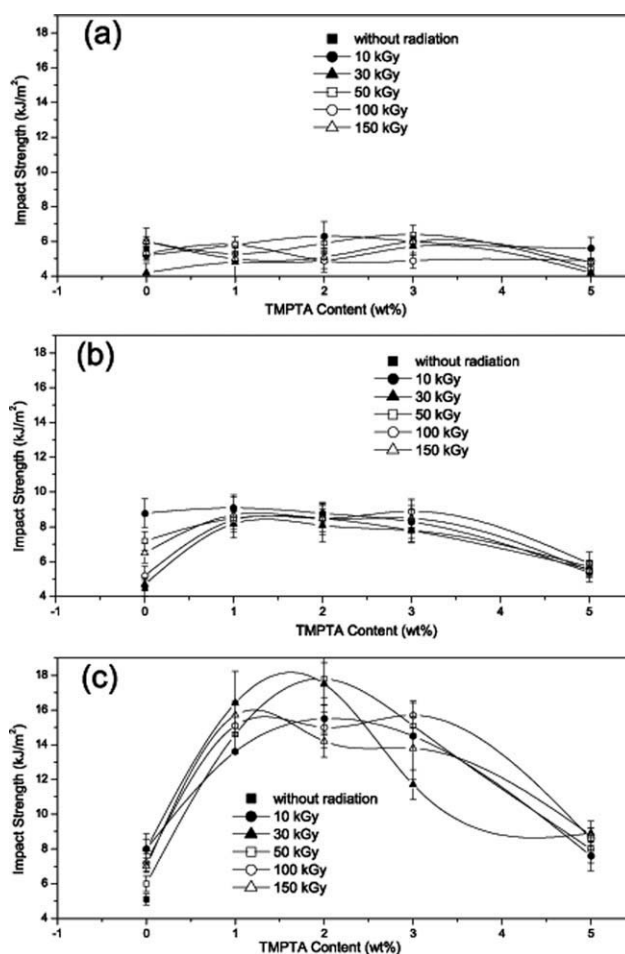 (a)
without radiation
10 kGy
30 kGy
50 kGy
100 kGy
150 kGy
Impact Strength (kJ/m²)
18
16
14
12
10
8
6
4
-1 0 1 2 3 4 5
TMPTA Content (wt%)
(b)
without radiation
10 kGy
30 kGy
50 kGy
100 kGy
150 kGy
Impact Strength (kJ/m²)
18
16
14
12
10
8
6
4
-1 0 1 2 3 4 5
TMPTA Content (wt%)
(c)
Impact Strength (kJ/m²)
18
16
14
12
10
8
6
4
without radiation
10 kGy
30 kGy
50 kGy
100 kGy
150 kGy
-1 0 1 2 3 4 5
TMPTA Content (wt%)